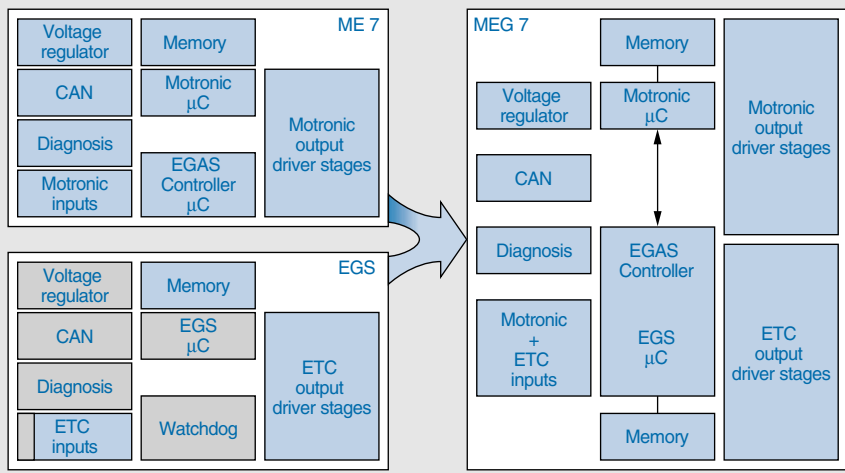 ME 7
Voltage
regulator
Memory
CAN
Motronic
µC
Diagnosis
Motronic
output
driver stages
Motronic
inputs
EGAS
Controller
µC
EGS
Voltage
regulator
Memory
CAN
EGS
µC
Diagnosis
ETC
output
driver stages
ETC
inputs
Watchdog
MEG 7
Memory
Voltage
regulator
Motronic
µC
Motronic
output
driver stages
CAN
Diagnosis
EGAS
Controller
EGS
µC
Motronic
+
ETC
inputs
ETC
output
driver stages
Memory